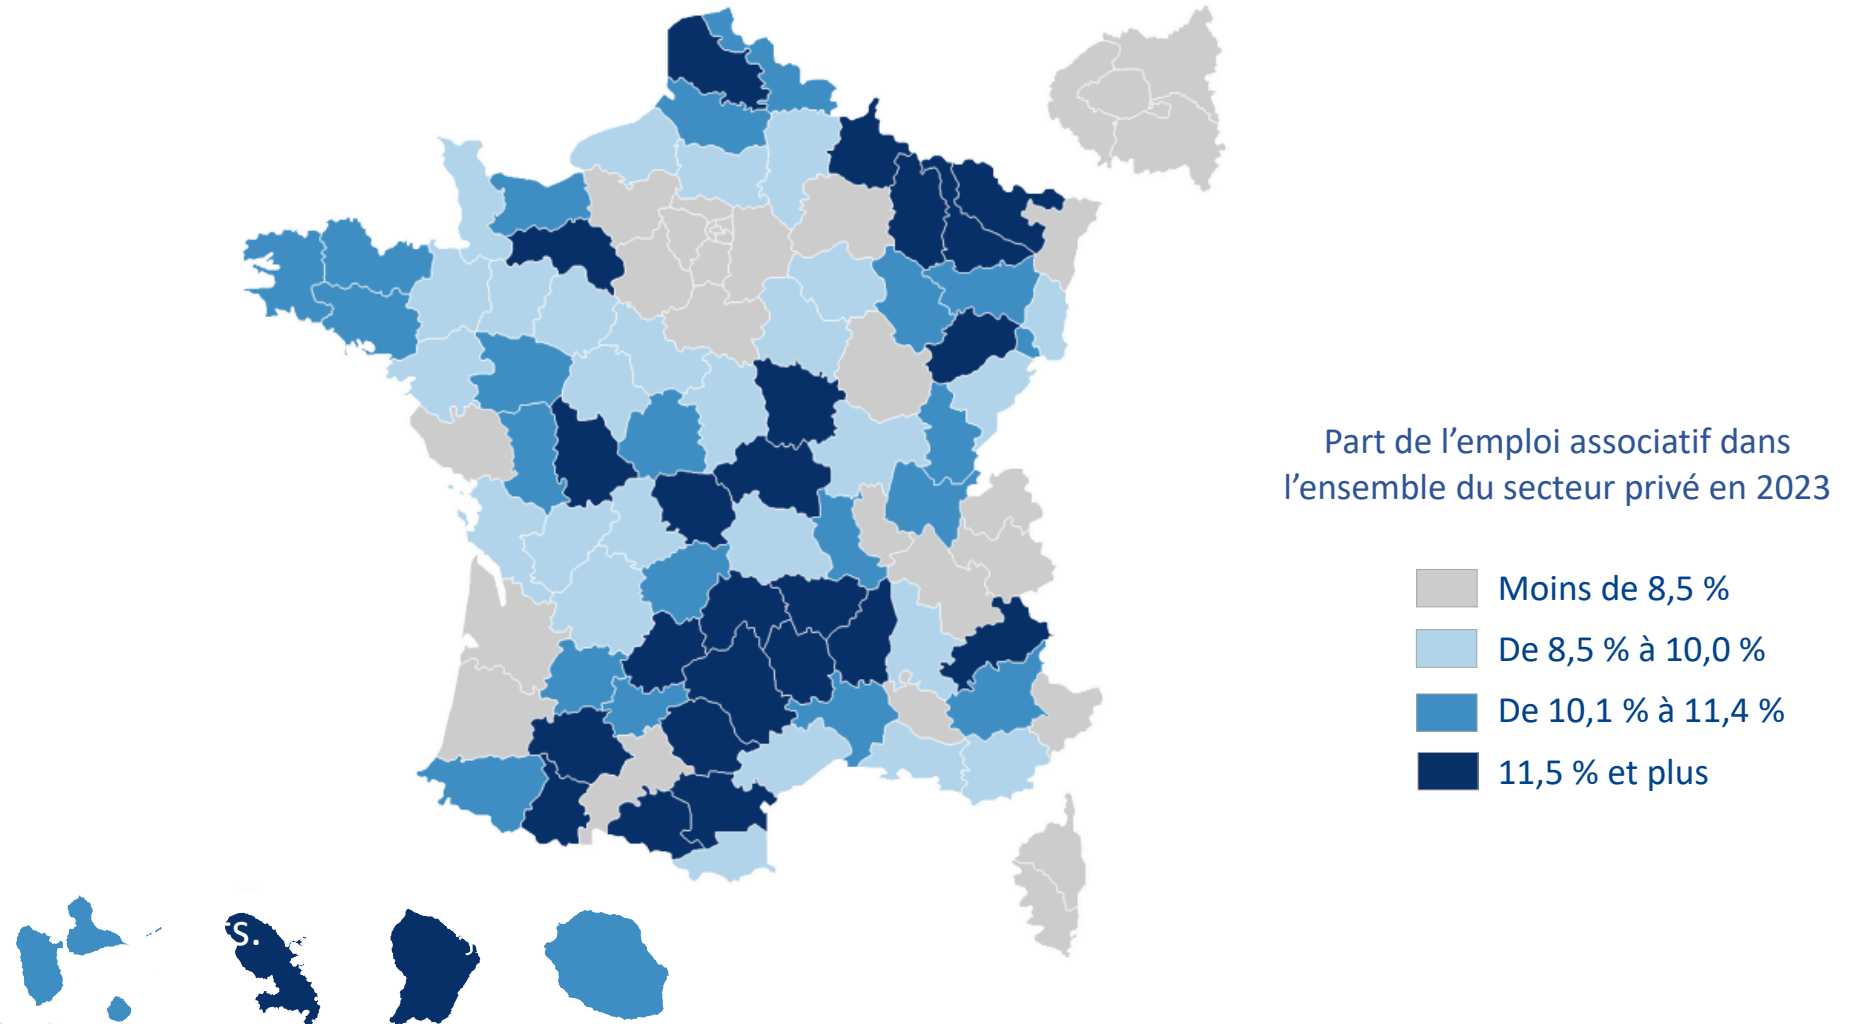 Part de l’emploi associatif dans
l’ensemble du secteur privé en 2023
Moins de 8,5 %
De 8,5 % à 10,0 %
De 10,1 % à 11,4 %
11,5 % et plus
s.